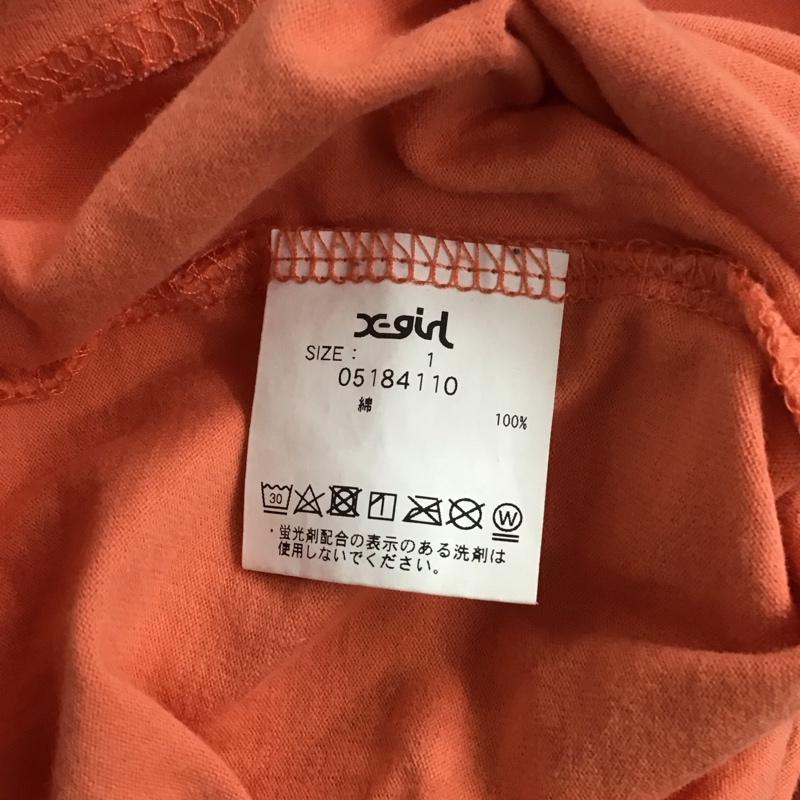 X-girl
SIZE : 1
05184110
綿
100%
30 W
・蛍光剤配合の表示のある洗剤は
使用しないでください。